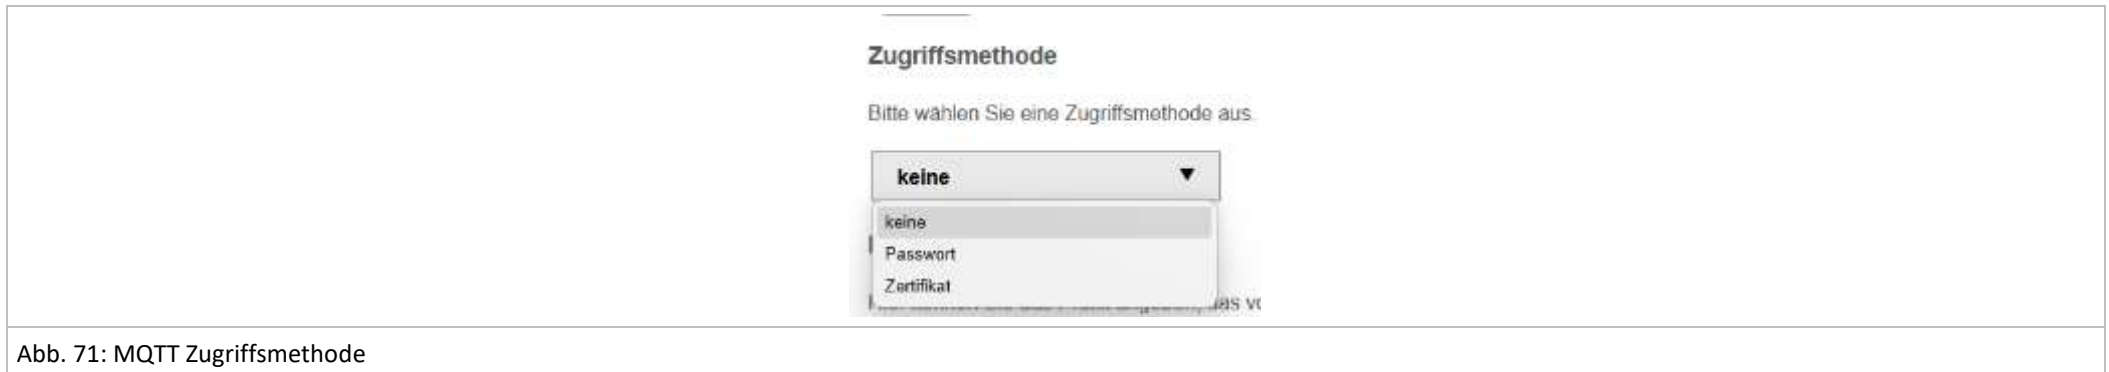 Zugriffsmethode
Bitte wählen Sie eine Zugriffsmethode aus.
keine
keine
Passwort
Zertifikat
Abb. 71: MQTT Zugriffsmethode